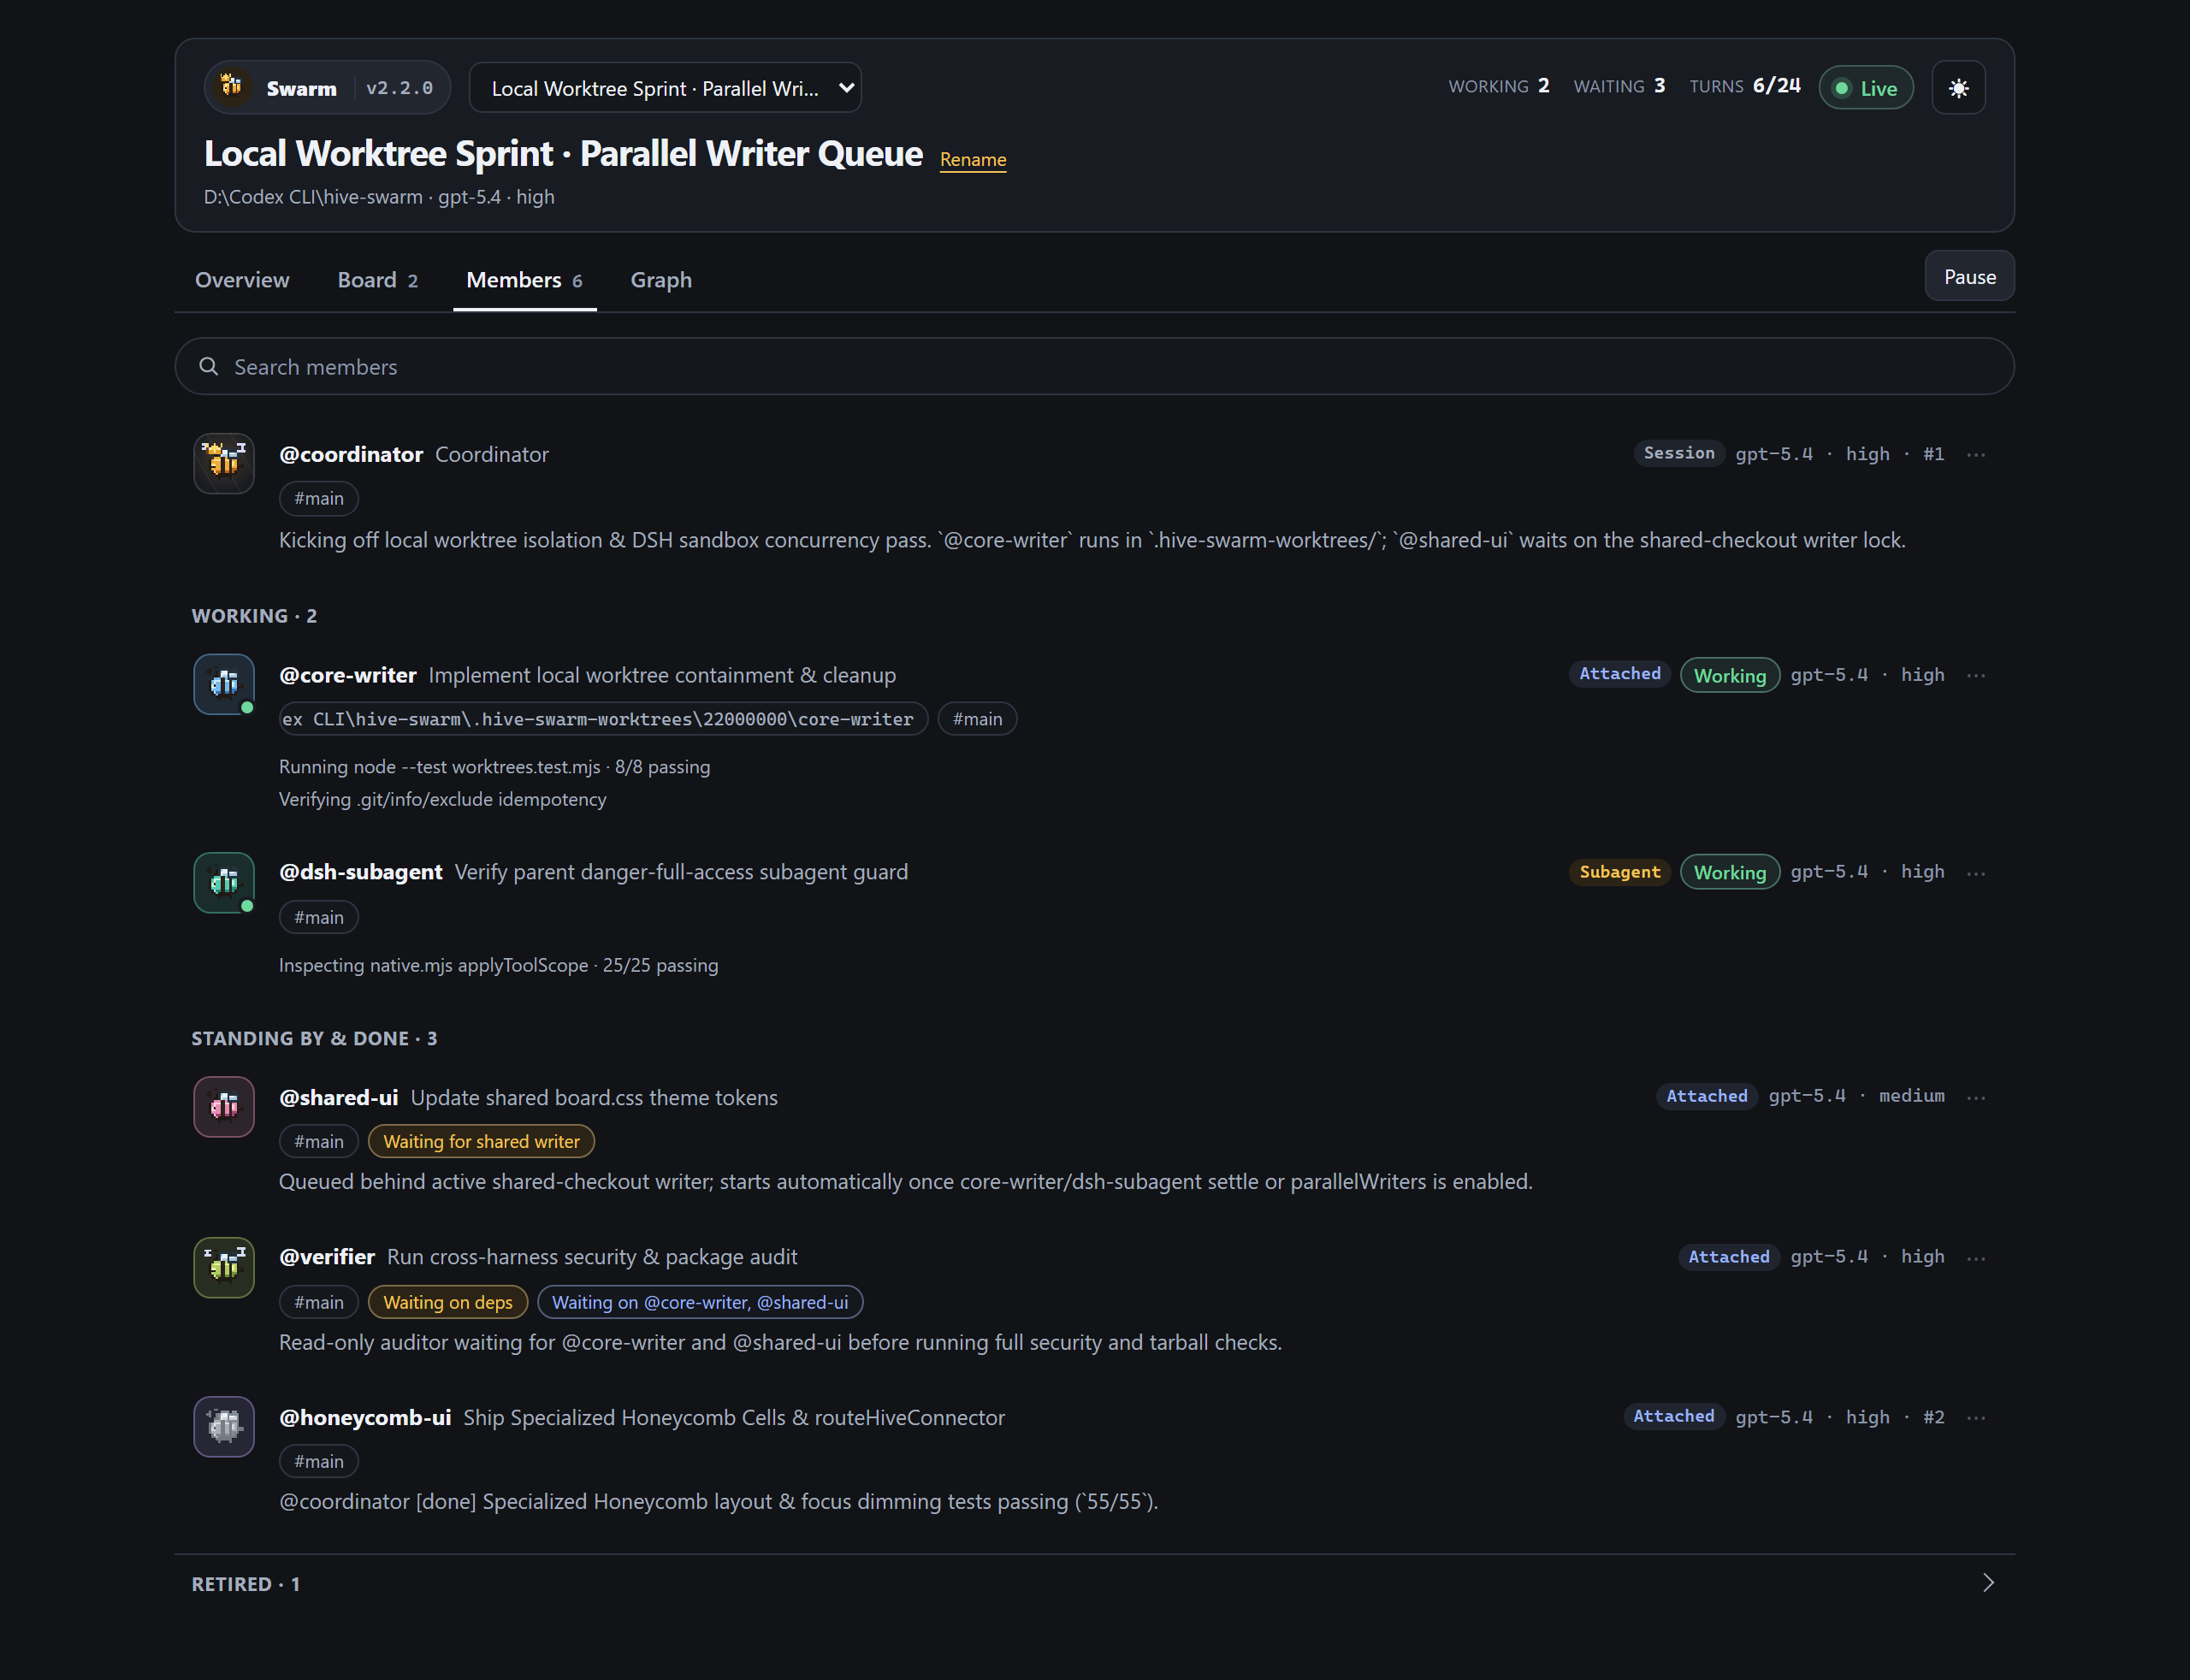 Swarm v2.2.0
Local Worktree Sprint · Parallel Wri...
WORKING 2 WAITING 3 TURNS 6/24 Live
Local Worktree Sprint · Parallel Writer Queue Rename
D:\Codex CLI\hive-swarm · gpt-5.4 · high
Overview Board 2 Members 6 Graph Pause
Search members
@coordinator Coordinator Session gpt-5.4 · high · #1 ...
#main
Kicking off local worktree isolation & DSH sandbox concurrency pass. `@core-writer` runs in `.hive-swarm-worktrees/`; `@shared-ui` waits on the shared-checkout writer lock.
WORKING · 2
@core-writer Implement local worktree containment & cleanup Attached Working gpt-5.4 · high ...
ex CLI\hive-swarm\.hive-swarm-worktrees\22000000\core-writer #main
Running node --test worktrees.test.mjs · 8/8 passing
Verifying .git/info/exclude idempotency
@dsh-subagent Verify parent danger-full-access subagent guard Subagent Working gpt-5.4 · high ...
#main
Inspecting native.mjs applyToolScope · 25/25 passing
STANDING BY & DONE · 3
@shared-ui Update shared board.css theme tokens Attached gpt-5.4 · medium ...
#main Waiting for shared writer
Queued behind active shared-checkout writer; starts automatically once core-writer/dsh-subagent settle or parallelWriters is enabled.
@verifier Run cross-harness security & package audit Attached gpt-5.4 · high ...
#main Waiting on deps Waiting on @core-writer, @shared-ui
Read-only auditor waiting for @core-writer and @shared-ui before running full security and tarball checks.
@honeycomb-ui Ship Specialized Honeycomb Cells & routeHiveConnector Attached gpt-5.4 · high · #2 ...
#main
@coordinator [done] Specialized Honeycomb layout & focus dimming tests passing (`55/55`).
RETIRED · 1